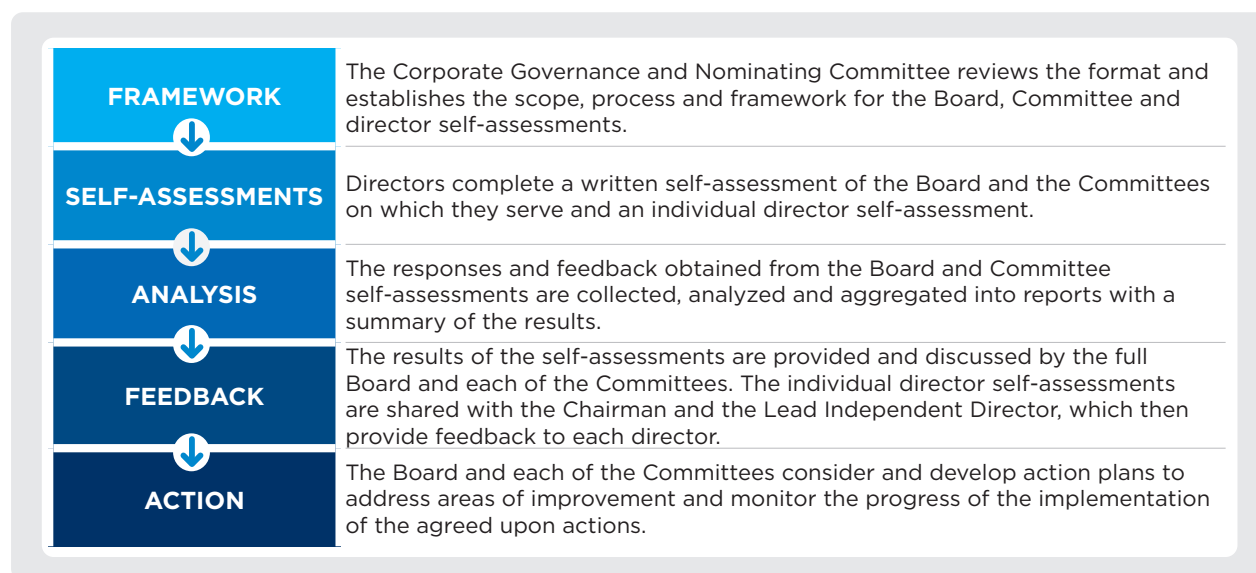 FRAMEWORK
The Corporate Governance and Nominating Committee reviews the format and
establishes the scope, process and framework for the Board, Committee and
director self-assessments.
SELF-ASSESSMENTS
Directors complete a written self-assessment of the Board and the Committees
on which they serve and an individual director self-assessment.
ANALYSIS
The responses and feedback obtained from the Board and Committee
self-assessments are collected, analyzed and aggregated into reports with a
summary of the results.
FEEDBACK
The results of the self-assessments are provided and discussed by the full
Board and each of the Committees. The individual director self-assessments
are shared with the Chairman and the Lead Independent Director, which then
provide feedback to each director.
ACTION
The Board and each of the Committees consider and develop action plans to
address areas of improvement and monitor the progress of the implementation
of the agreed upon actions.